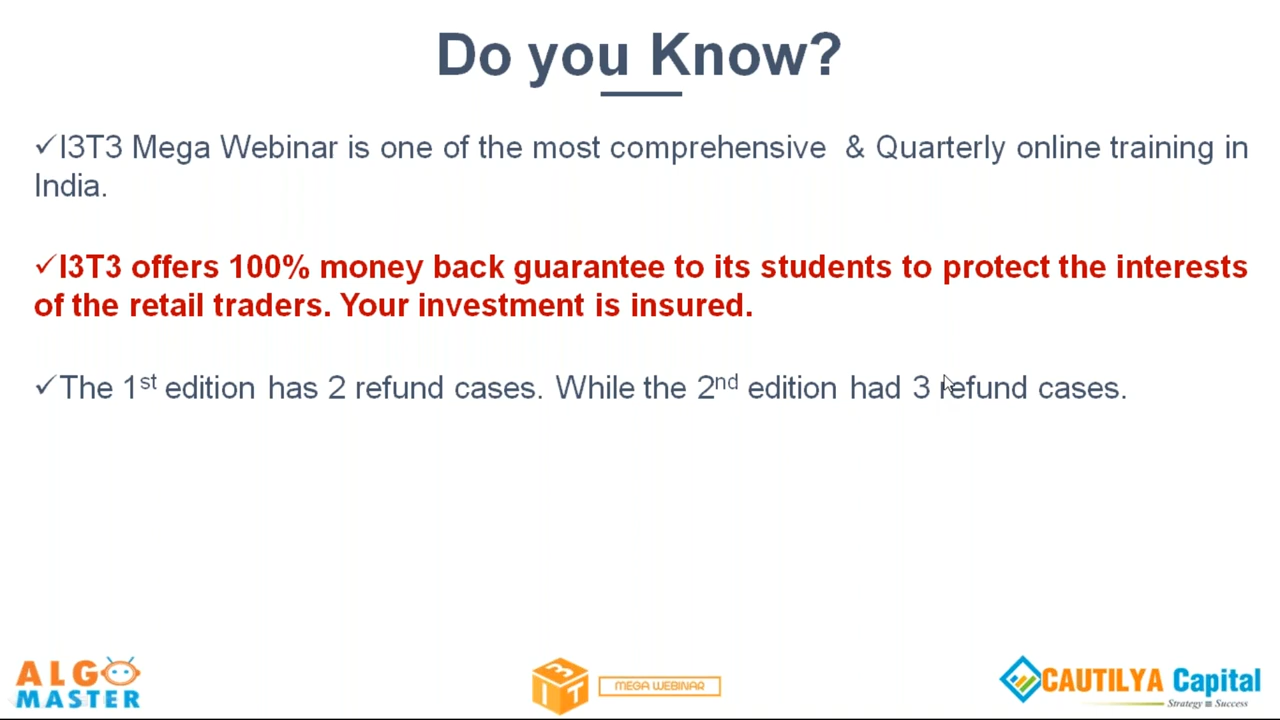 Do you Know?
✓I3T3 Mega Webinar is one of the most comprehensive & Quarterly online training in
India.
✓I3T3 offers 100% money back guarantee to its students to protect the interests
of the retail traders. Your investment is insured.
✓The 1st edition has 2 refund cases. While the 2nd edition had 3 refund cases.
ALGO
MASTER
3
I T
MEGA WEBINAR
CAUTILYA Capital
Strategy = Success